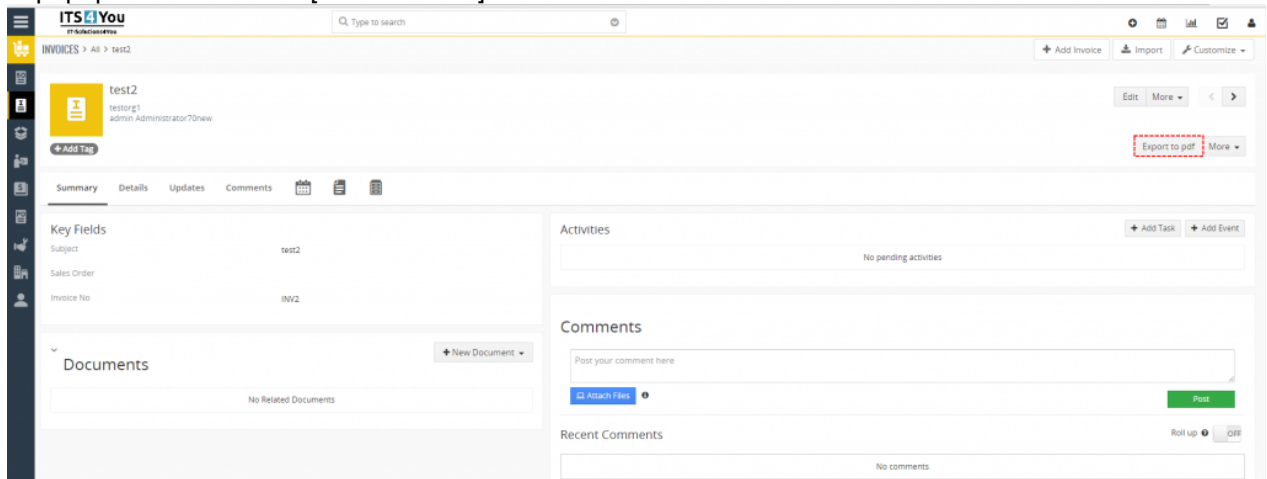 ITS4You
IT-Solutions4You
Type to search
INVOICES > All > test2
+ Add Invoice
Import
Customize
test2
testorg1
admin Administrator70new
Edit
More
+ Add Tag
Export to pdf
More
Summary
Details
Updates
Comments
Key Fields
Subject
test2
Sales Order
Invoice No
INV2
Activities
+ Add Task
+ Add Event
No pending activities
Documents
+ New Document
No Related Documents
Comments
Post your comment here
Attach Files
Post
Recent Comments
Roll up
OFF
No comments